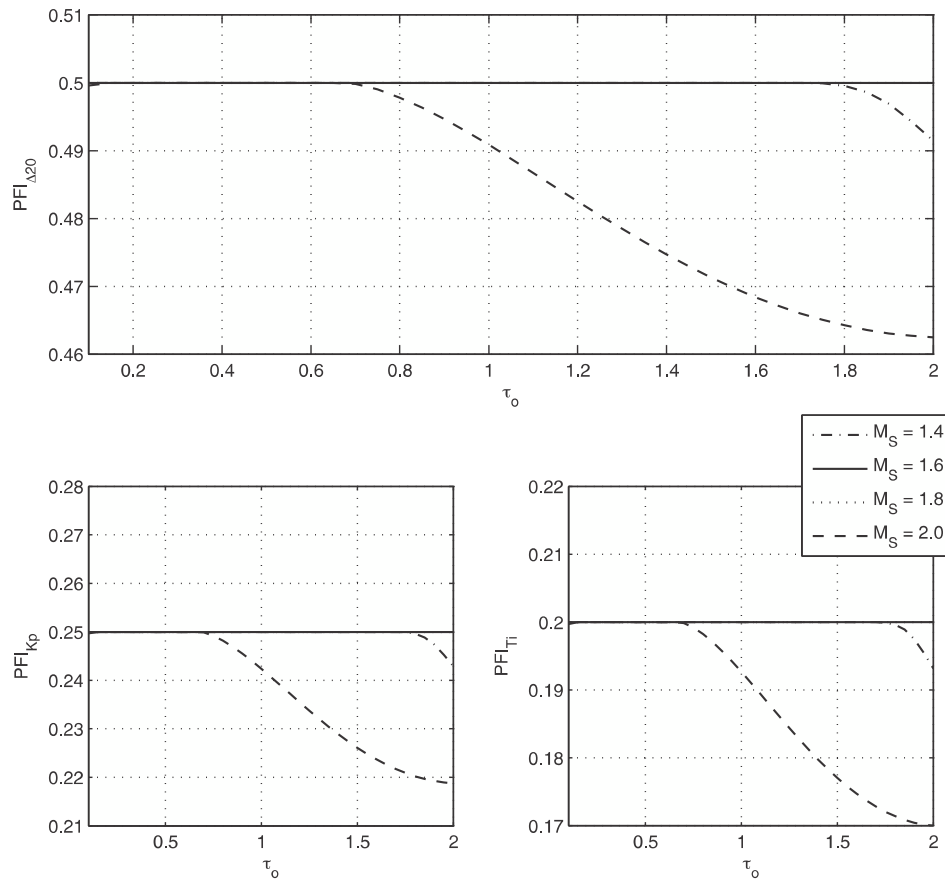 0.51
0.5
0.49
0.48
0.47
0.46
PFI_Δ20
0.2 0.4 0.6 0.8 1 1.2 1.4 1.6 1.8 2
τ_o
M_S = 1.4
M_S = 1.6
M_S = 1.8
M_S = 2.0
0.28
0.27
0.26
0.25
0.24
0.23
0.22
0.21
PFI_Kp
0.5 1 1.5 2
τ_o
0.22
0.21
0.2
0.19
0.18
0.17
PFI_Ti
0.5 1 1.5 2
τ_o